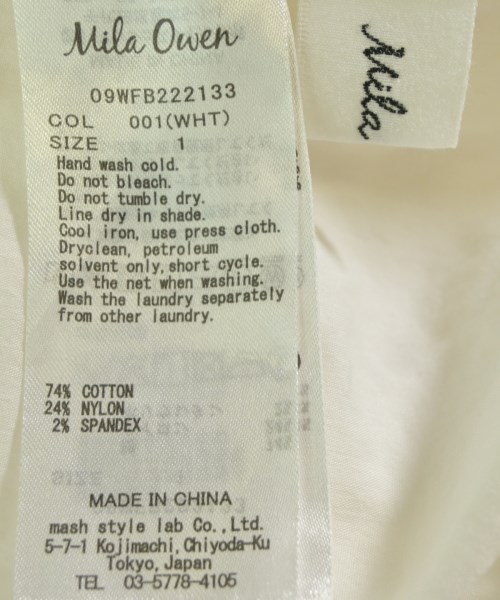 Mila Owen
09WFB222133
COL 001(WHT)
SIZE 1
Hand wash cold.
Do not bleach.
Do not tumble dry.
Line dry in shade.
Cool iron, use press cloth.
Dryclean, petroleum
solvent only, short cycle.
Use the net when washing.
Wash the laundry separately
from other laundry.
74% COTTON
24% NYLON
2% SPANDEX
MADE IN CHINA
mash style lab Co., Ltd.
5-7-1 Kojimachi, Chiyoda-Ku
Tokyo, Japan
TEL 03-5778-4105
Mila